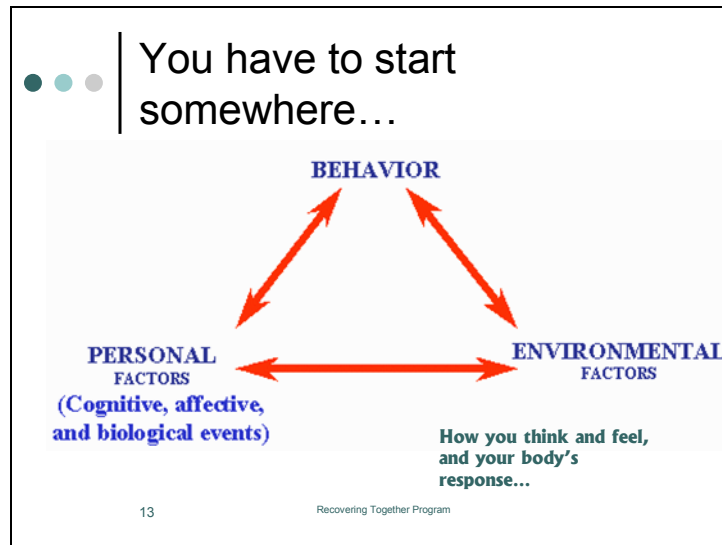 You have to start
somewhere…
BEHAVIOR
PERSONAL
FACTORS
(Cognitive, affective,
and biological events)
ENVIRONMENTAL
FACTORS
How you think and feel,
and your body's
response…
13
Recovering Together Program